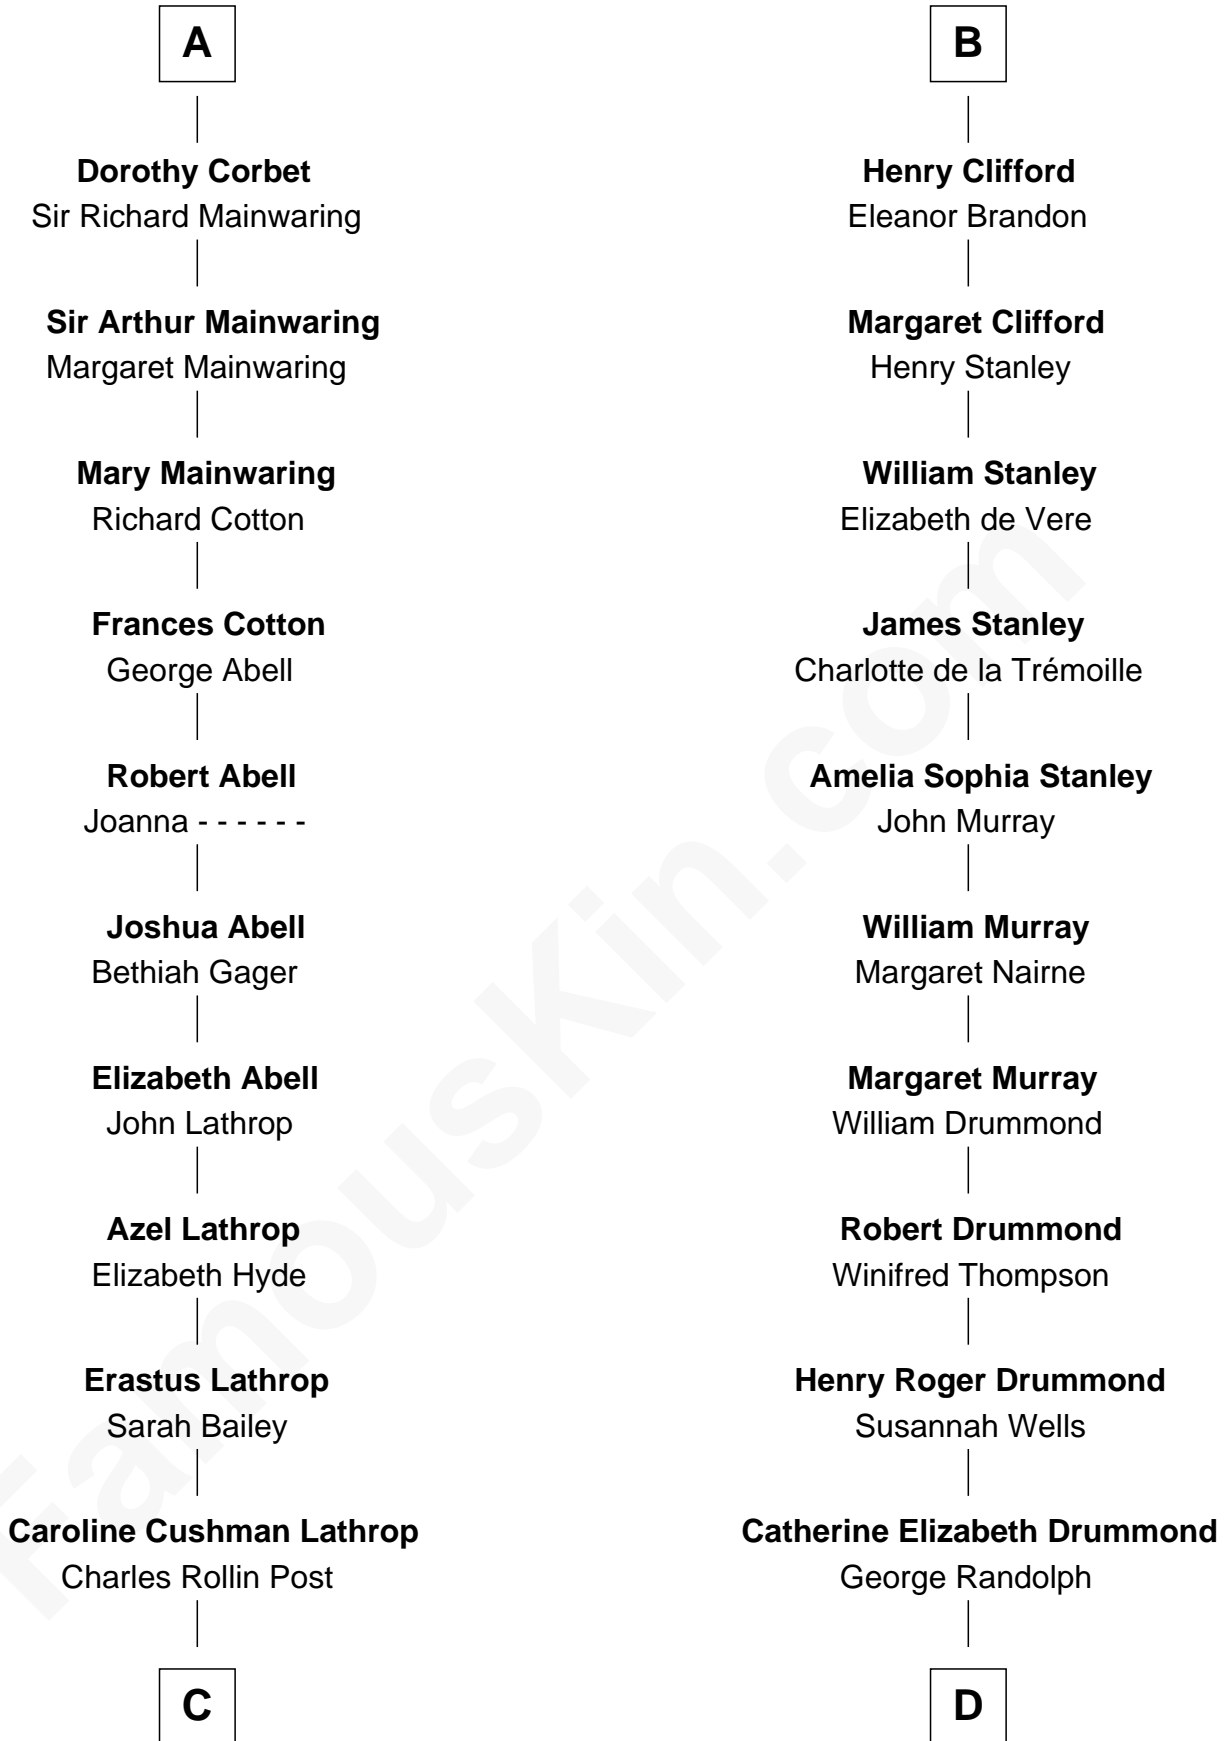 A
Dorothy Corbet
Sir Richard Mainwaring
Sir Arthur Mainwaring
Margaret Mainwaring
Mary Mainwaring
Richard Cotton
Frances Cotton
George Abell
Robert Abell
Joanna - - - - - -
Joshua Abell
Bethiah Gager
Elizabeth Abell
John Lathrop
Azel Lathrop
Elizabeth Hyde
Erastus Lathrop
Sarah Bailey
Caroline Cushman Lathrop
Charles Rollin Post
C
B
Henry Clifford
Eleanor Brandon
Margaret Clifford
Henry Stanley
William Stanley
Elizabeth de Vere
James Stanley
Charlotte de la Trémoille
Amelia Sophia Stanley
John Murray
William Murray
Margaret Nairne
Margaret Murray
William Drummond
Robert Drummond
Winifred Thompson
Henry Roger Drummond
Susannah Wells
Catherine Elizabeth Drummond
George Randolph
D
FamousKin.com